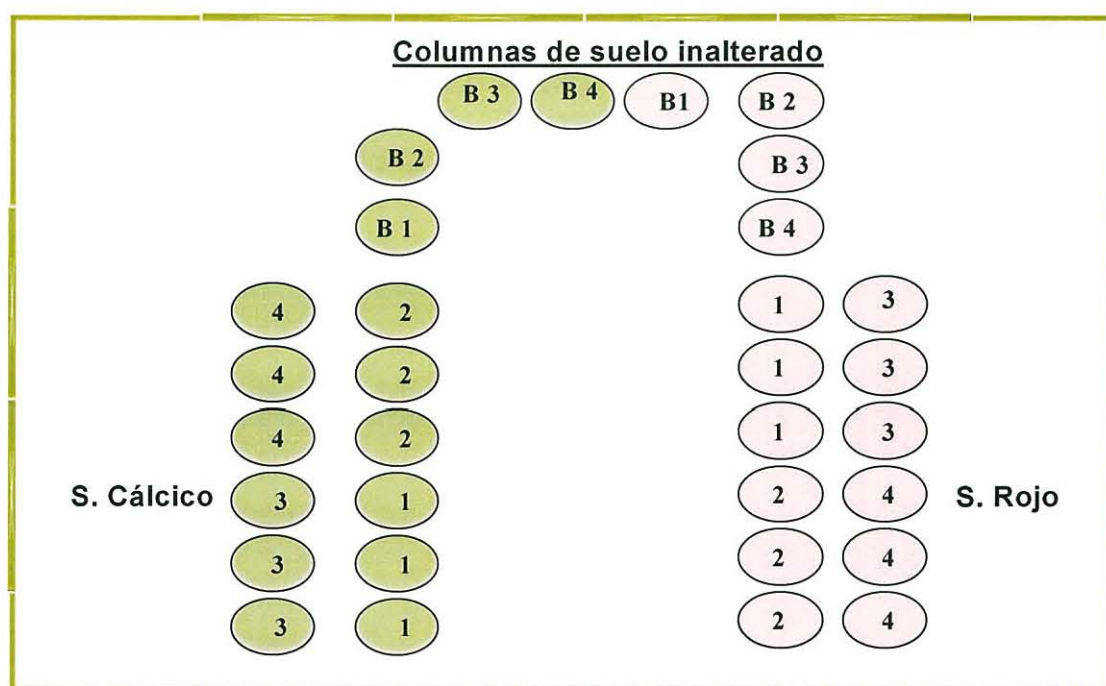 Columnas de suelo inalterado
B 3 B 4 B1 B 2
B 2 B 3
B 1 B 4
4 2 1 3
4 2 1 3
4 2 1 3
S. Cálcico 3 1 2 4 S. Rojo
3 1 2 4
3 1 2 4